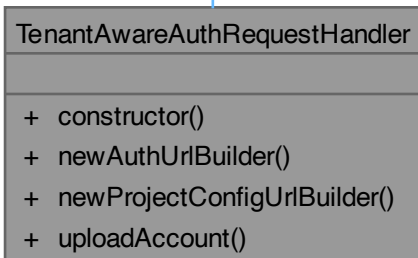 TenantAwareAuthRequestHandler
+ constructor()
+ newAuthUrlBuilder()
+ newProjectConfigUrlBuilder()
+ uploadAccount()